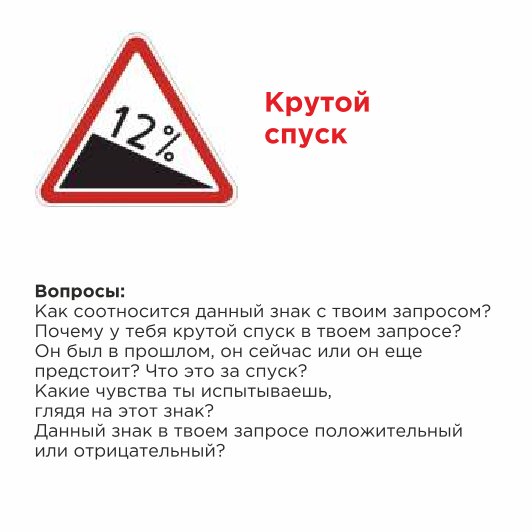 12%
Крутой
спуск
Вопросы:
Как соотносится данный знак с твоим запросом?
Почему у тебя крутой спуск в твоем запросе?
Он был в прошлом, он сейчас или он еще
предстоит? Что это за спуск?
Какие чувства ты испытываешь,
глядя на этот знак?
Данный знак в твоем запросе положительный
или отрицательный?